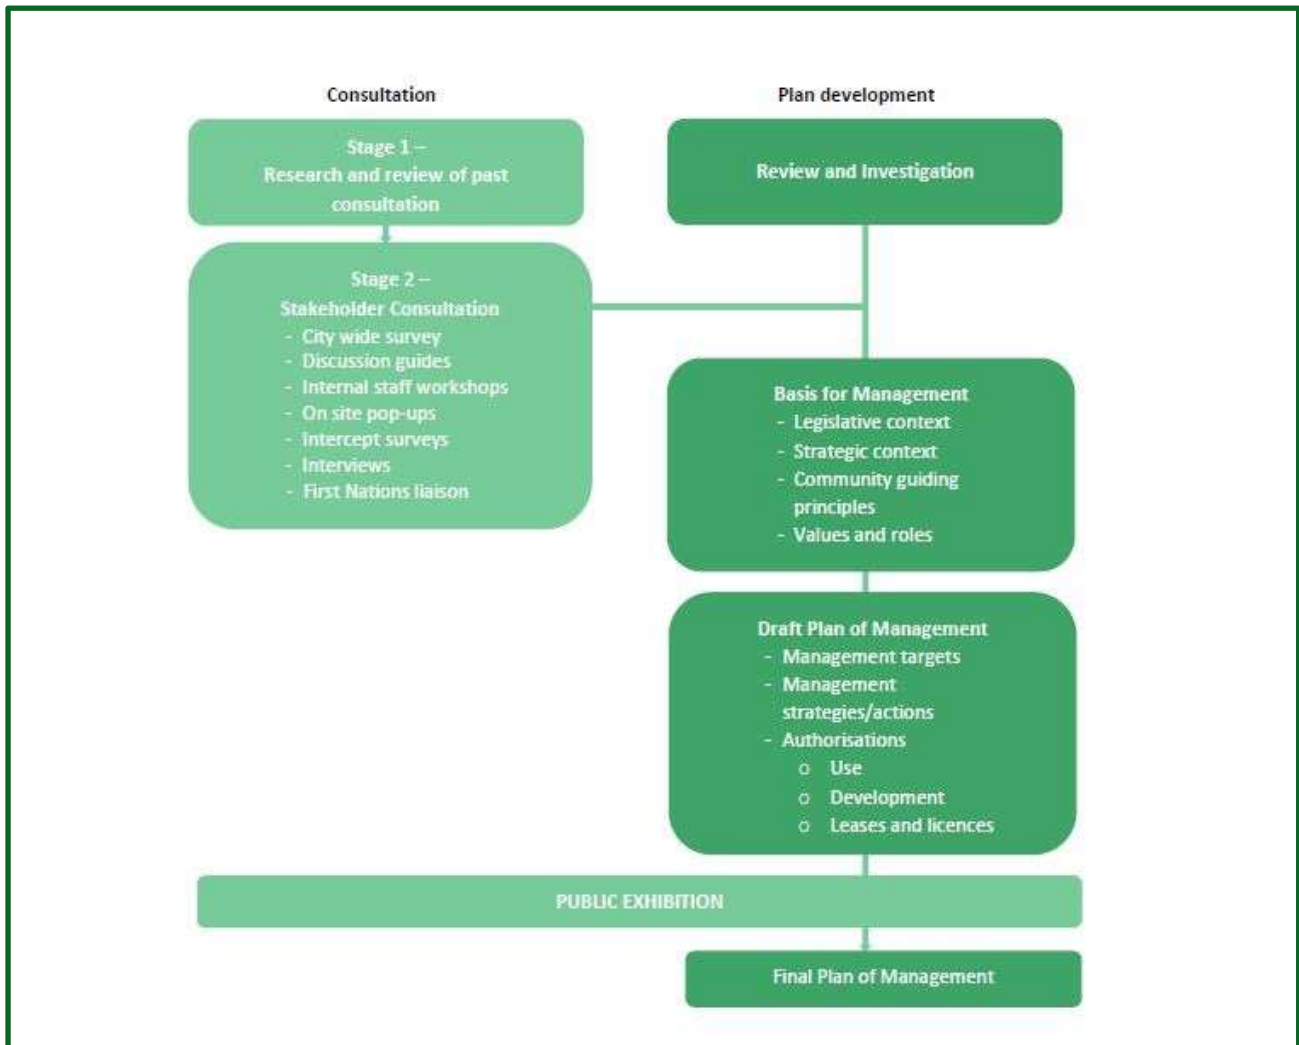 Consultation
Stage 1 –
Research and review of past
consultation
Stage 2 –
Stakeholder Consultation
- City wide survey
- Discussion guides
- Internal staff workshops
- On site pop-ups
- Intercept surveys
- Interviews
- First Nations liaison
Plan development
Review and Investigation
Basis for Management
- Legislative context
- Strategic context
- Community guiding
principles
- Values and roles
Draft Plan of Management
- Management targets
- Management
strategies/actions
- Authorisations
o Use
o Development
o Leases and licences
PUBLIC EXHIBITION
Final Plan of Management